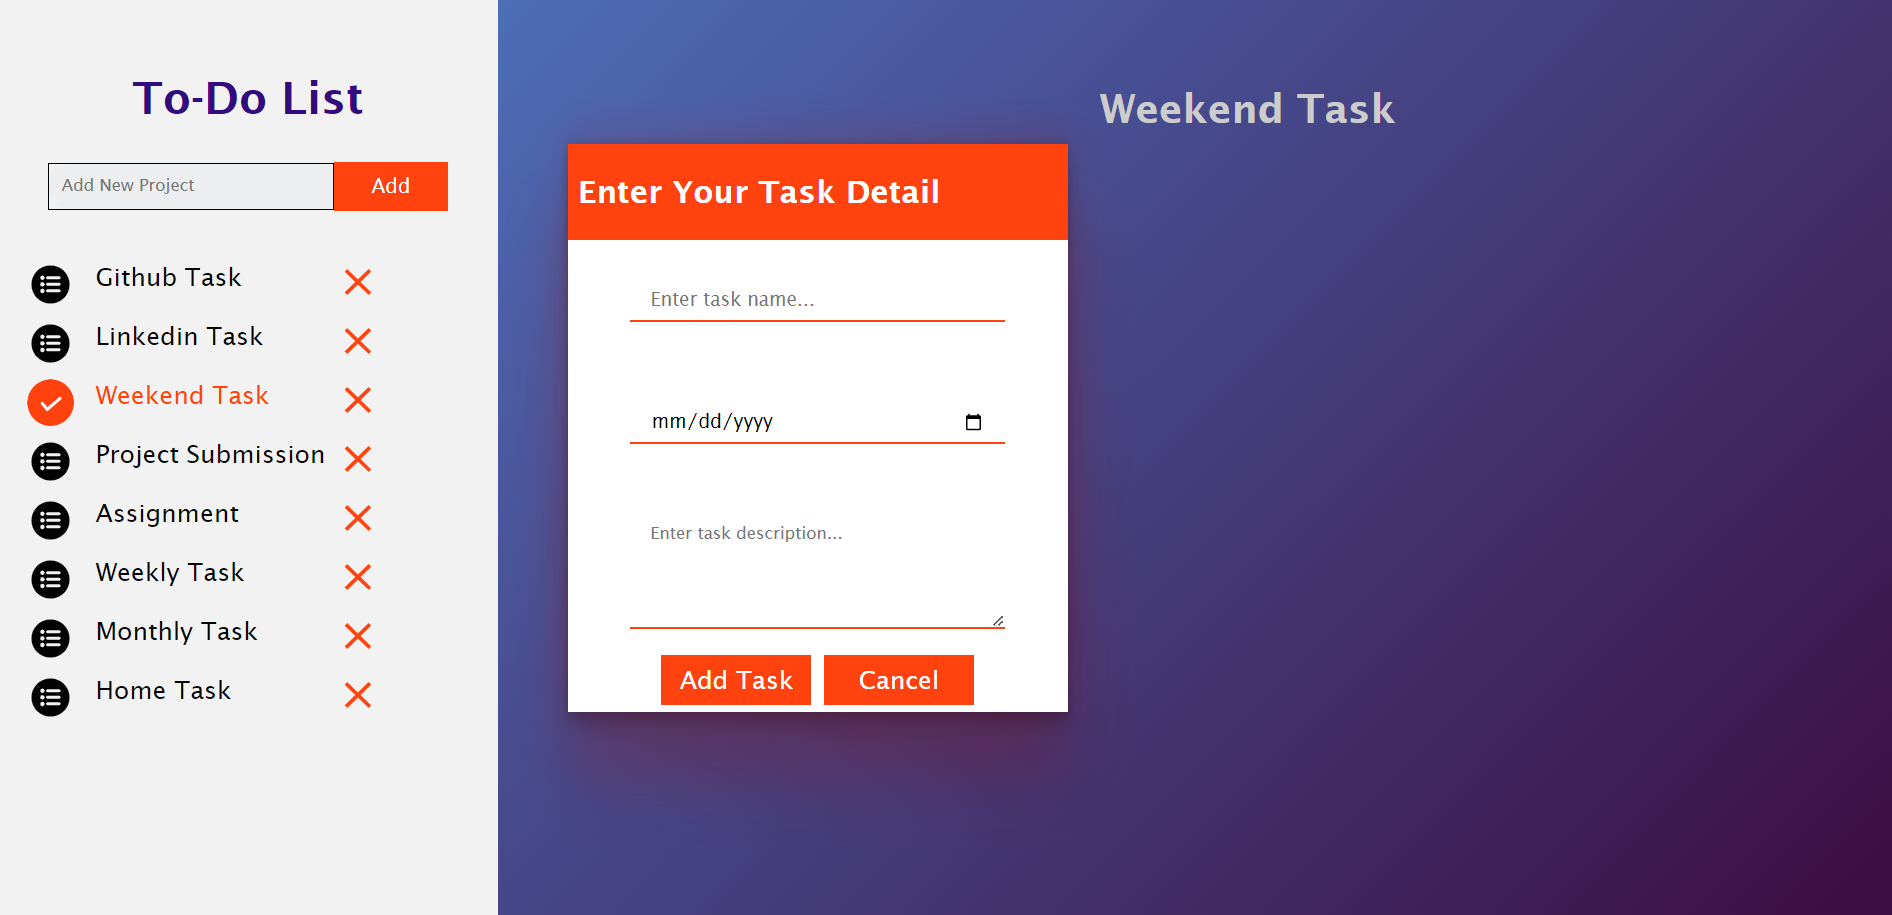 To-Do List
Add New Project
Add
Github Task
Linkedin Task
Weekend Task
Project Submission
Assignment
Weekly Task
Monthly Task
Home Task
Weekend Task
Enter Your Task Detail
Enter task name...
mm/dd/yyyy
Enter task description...
Add Task
Cancel